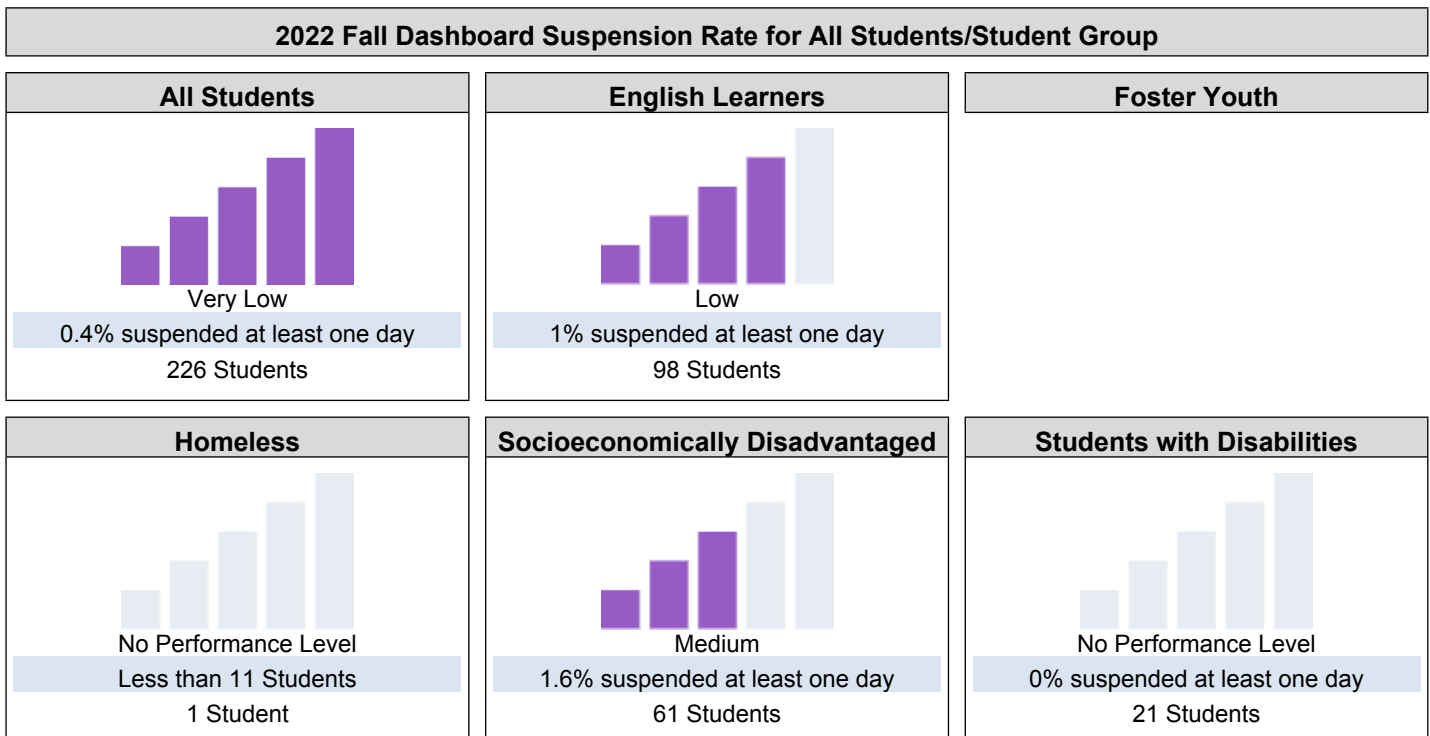 2022 Fall Dashboard Suspension Rate for All Students/Student Group
All Students
Very Low
0.4% suspended at least one day
226 Students
English Learners
Low
1% suspended at least one day
98 Students
Foster Youth
Homeless
No Performance Level
Less than 11 Students
1 Student
Socioeconomically Disadvantaged
Medium
1.6% suspended at least one day
61 Students
Students with Disabilities
No Performance Level
0% suspended at least one day
21 Students